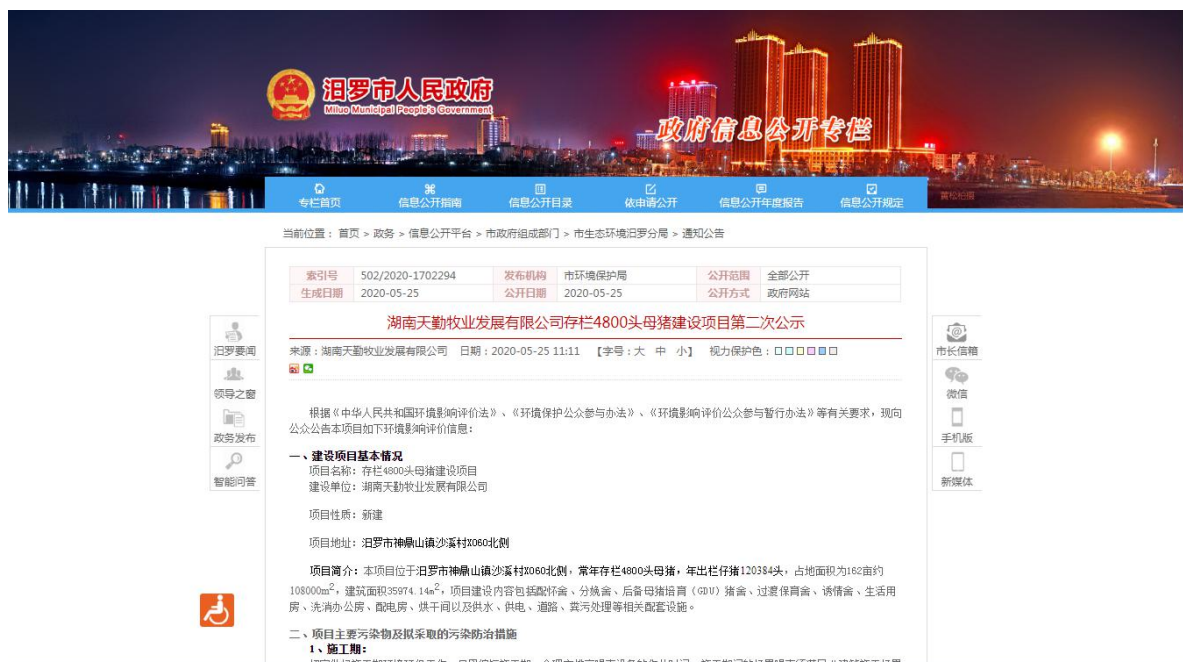 汨罗市人民政府
Miluo Municipal People's Government
政府信息公开专栏
专栏首页 信息公开指南 信息公开目录 依申请公开 信息公开年度报告 信息公开规定
当前位置：首页 > 政务 > 信息公开平台 > 市政府组成部门 > 市生态环境汨罗分局 > 通知公告
索引号 502/2020-1702294 发布机构 市环境保护局 公开范围 全部公开
生成日期 2020-05-25 公开日期 2020-05-25 公开方式 政府网站
湖南天勤牧业发展有限公司存栏4800头母猪建设项目第二次公示
来源：湖南天勤牧业发展有限公司 日期：2020-05-25 11:11 【字号：大 中 小】 视力保护色：
汨罗要闻
领导之窗
政务发布
智能问答
市长信箱
微信
手机版
新媒体
根据《中华人民共和国环境影响评价法》、《环境保护公众参与办法》、《环境影响评价公众参与暂行办法》等有关要求，现向
公众公告本项目如下环境影响评价信息：
一、建设项目基本情况
项目名称：存栏4800头母猪建设项目
建设单位：湖南天勤牧业发展有限公司
项目性质：新建
项目地址：汨罗市神鼎山镇沙溪村X060北侧
项目简介：本项目位于汨罗市神鼎山镇沙溪村X060北侧，常年存栏4800头母猪，年出栏仔猪120384头，占地面积为162亩约
108000m²，建筑面积35974.14m²，项目建设内容包括配怀舍、分娩舍、后备母猪培育（GDU）猪舍、过渡保育舍、诱情舍、生活用
房、洗消办公房、配电房、烘干间以及供水、供电、道路、粪污处理等相关配套设施。
二、项目主要污染物及拟采取的污染防治措施
1、施工期：